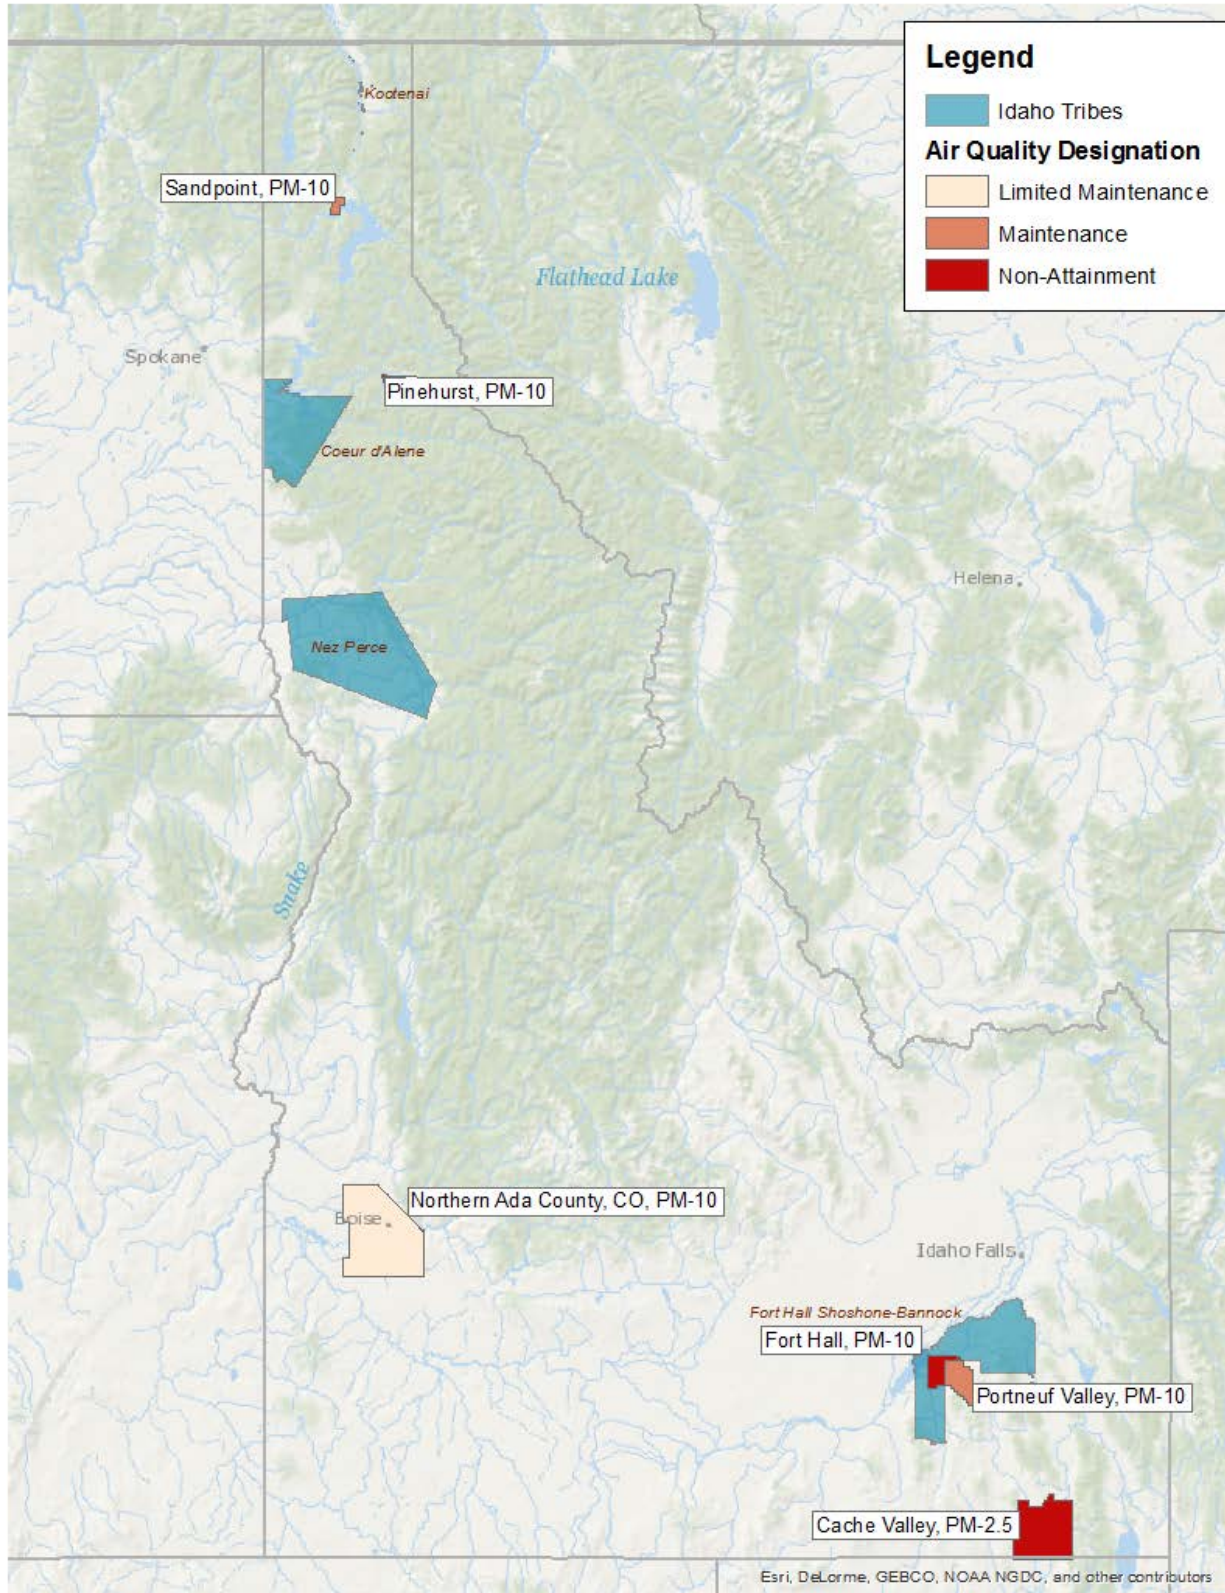 Legend
Idaho Tribes
Air Quality Designation
Limited Maintenance
Maintenance
Non-Attainment
Kootenai
Sandpoint, PM-10
Flathead Lake
Spokane
Pinehurst, PM-10
Coeur d'Alene
Helena
Nez Perce
Snake
Northern Ada County, CO, PM-10
Boise
Idaho Falls
Fort Hall Shoshone-Bannock
Fort Hall, PM-10
Portneuf Valley, PM-10
Cache Valley, PM-2.5
Esri, DeLorme, GEBCO, NOAA NGDC, and other contributors